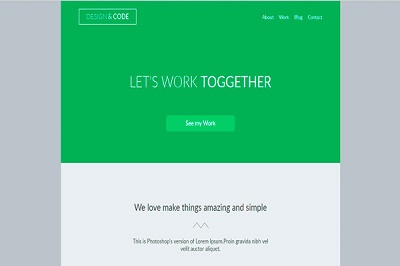 DESIGN & CODE
About Work Blog Contact
LET'S WORK TOGGETHER
See my Work
We love make things amazing and simple
This is Photoshop's version of Lorem Ipsum.Proin gravida nibh vel
velit auctor aliquet.